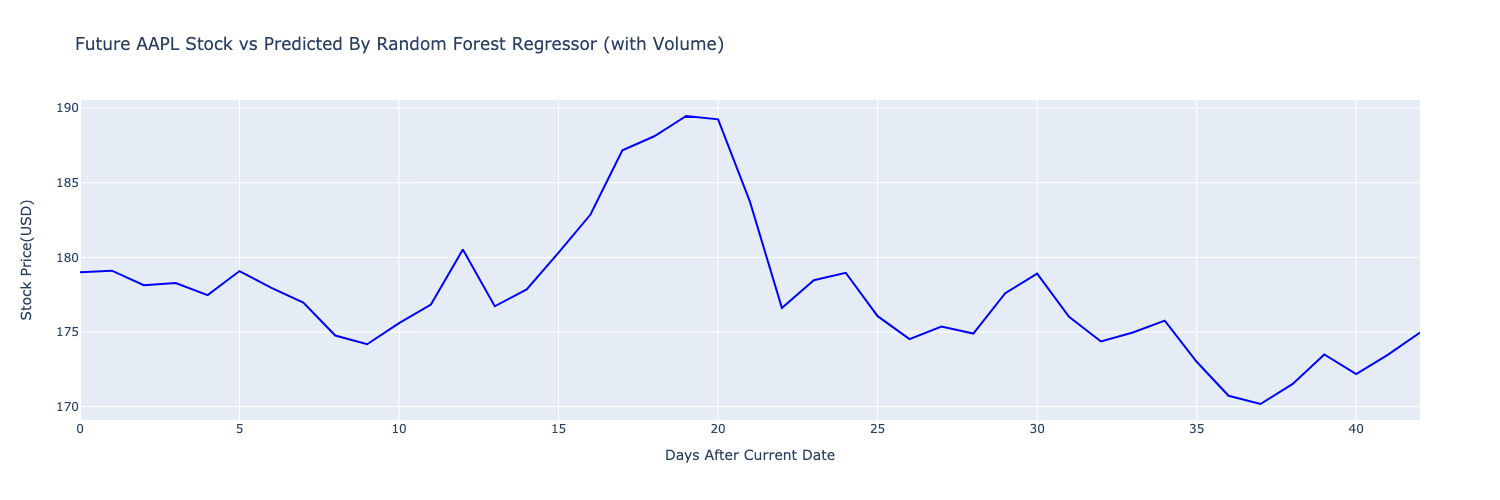 Future AAPL Stock vs Predicted By Random Forest Regressor (with Volume)
190
185
180
175
170
Stock Price(USD)
0 5 10 15 20 25 30 35 40
Days After Current Date